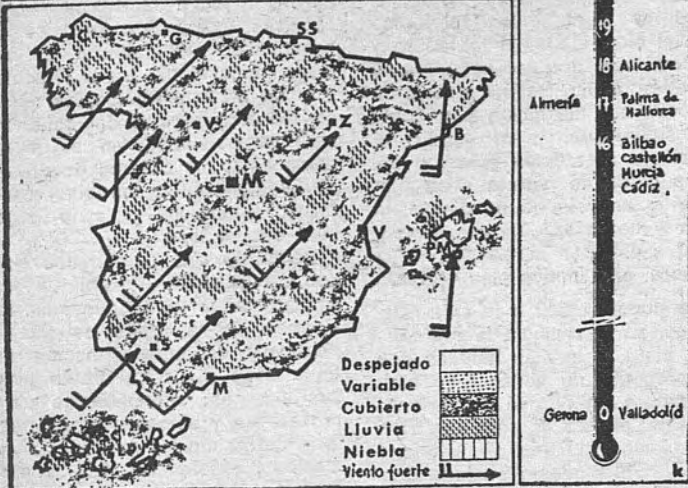 C
G
SS
V
Z
B
M
V
PM
B
S
M
Despejado
Variable
Cubierto
Lluvia
Niebla
Viento fuerte
19
18 Alicante
Almería 17 Palma de
Mallorca
16 Bilbao
Castellón
Murcia
Cádiz.
Gerona 0 Valladolid
k